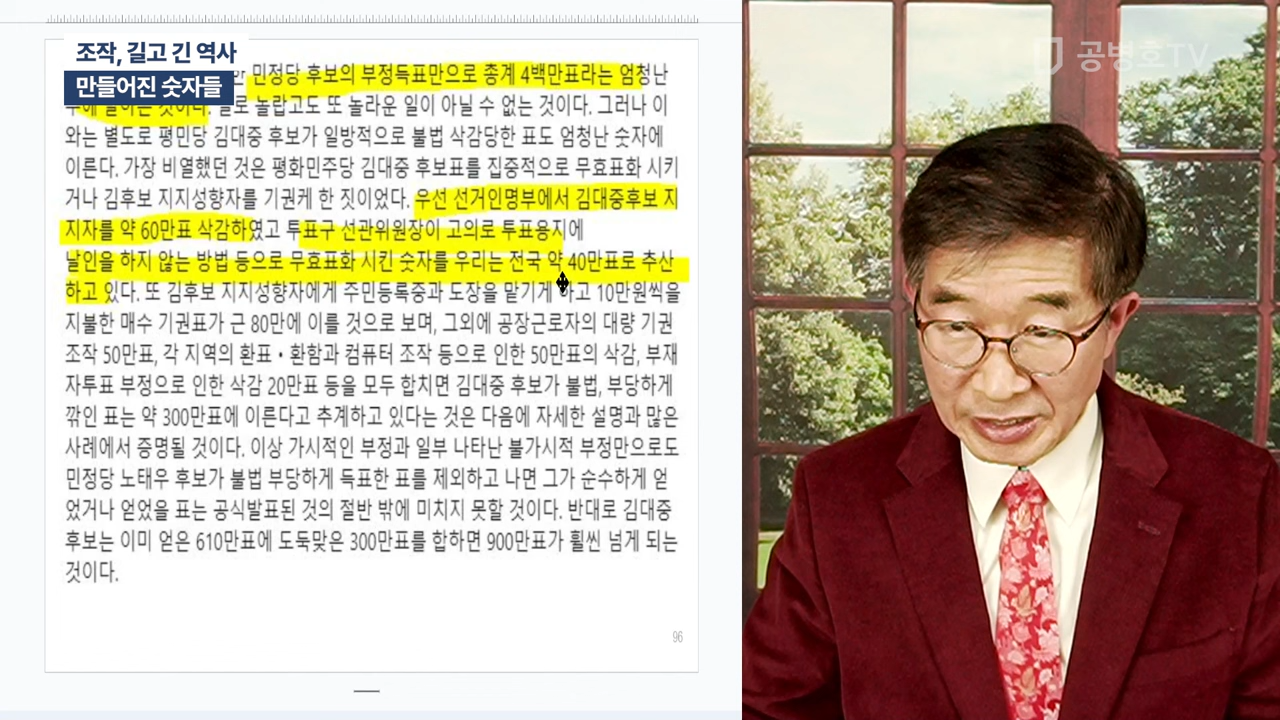 조작, 길고 긴 역사
만들어진 숫자들
공병호TV
민정당 후보의 부정득표만으로 총계 4백만표라는 엄청난
로 놀랍고도 또 놀라운 일이 아닐 수 없는 것이다. 그러나 이
와는 별도로 평민당 김대중 후보가 일방적으로 불법 삭감당한 표도 엄청난 숫자에
이른다. 가장 비열했던 것은 평화민주당 김대중 후보표를 집중적으로 무효표화 시키
거나 김후보 지지성향자를 기권케 한 짓이었다. 우선 선거인명부에서 김대중후보 지
지자를 약 60만표 삭감하였고 투표구 선관위원장이 고의로 투표용지에
날인을 하지 않는 방법 등으로 무효표화 시킨 숫자를 우리는 전국 약 40만표로 추산
하고 있다. 또 김후보 지지성향자에게 주민등록증과 도장을 맡기게 하고 10만원씩을
지불한 매수 기권표가 근 80만에 이를 것으로 보며, 그외에 공장근로자의 대량 기권
조작 50만표, 각 지역의 환표・환함과 컴퓨터 조작 등으로 인한 50만표의 삭감, 부재
자투표 부정으로 인한 삭감 20만표 등을 모두 합치면 김대중 후보가 불법, 부당하게
깎인 표는 약 300만표에 이른다고 추계하고 있다는 것은 다음에 자세한 설명과 많은
사례에서 증명될 것이다. 이상 가시적인 부정과 일부 나타난 불가시적 부정만으로도
민정당 노태우 후보가 불법 부당하게 득표한 표를 제외하고 나면 그가 순수하게 얻
었거나 얻었을 표는 공식발표된 것의 절반 밖에 미치지 못할 것이다. 반대로 김대중
후보는 이미 얻은 610만표에 도둑맞은 300만표를 합하면 900만표가 훨씬 넘게 되는
것이다.
96